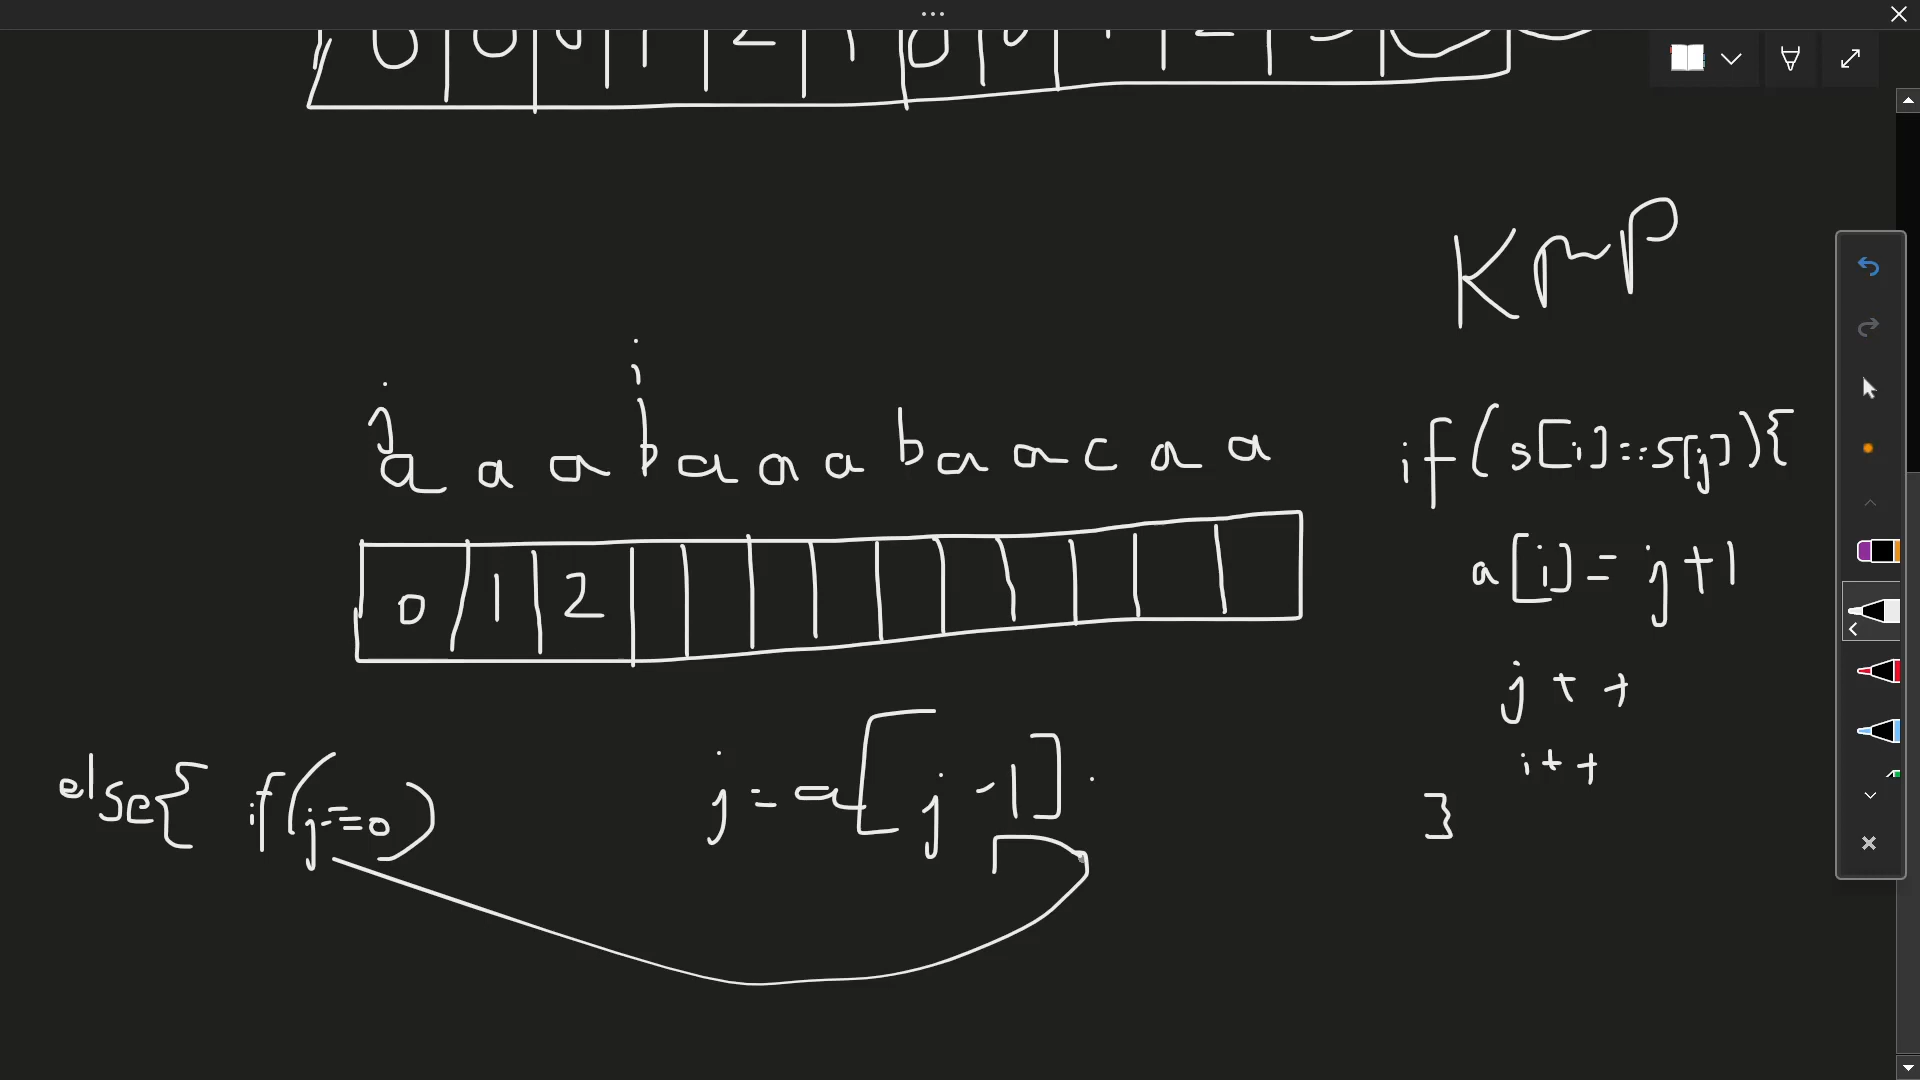 KMP
i
j
a a a b a a a b a a c a a
0 1 2
if(s[i]==s[j]){
a[i]=j+1
j++
i++
}
else{ if(j==0)
j=a[j-1]